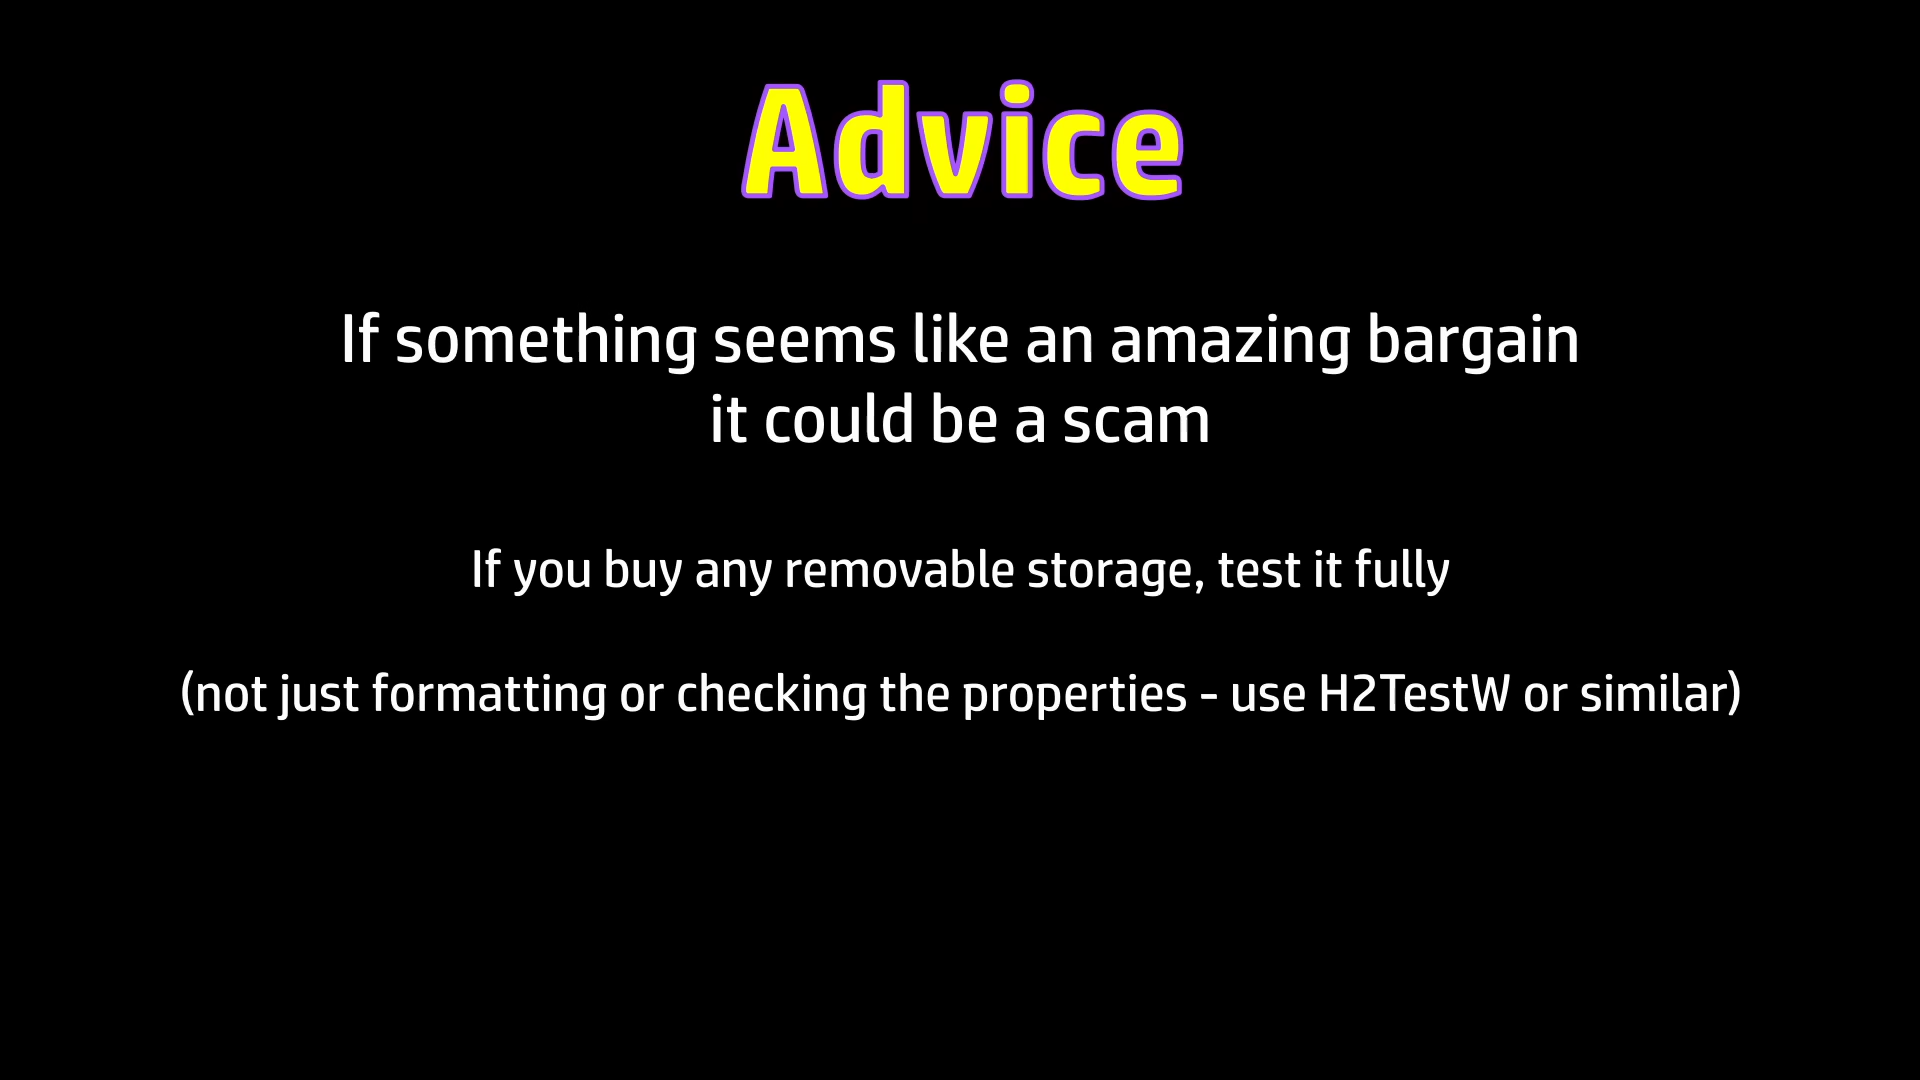 Advice
If something seems like an amazing bargain
it could be a scam
If you buy any removable storage, test it fully
(not just formatting or checking the properties - use H2TestW or similar)